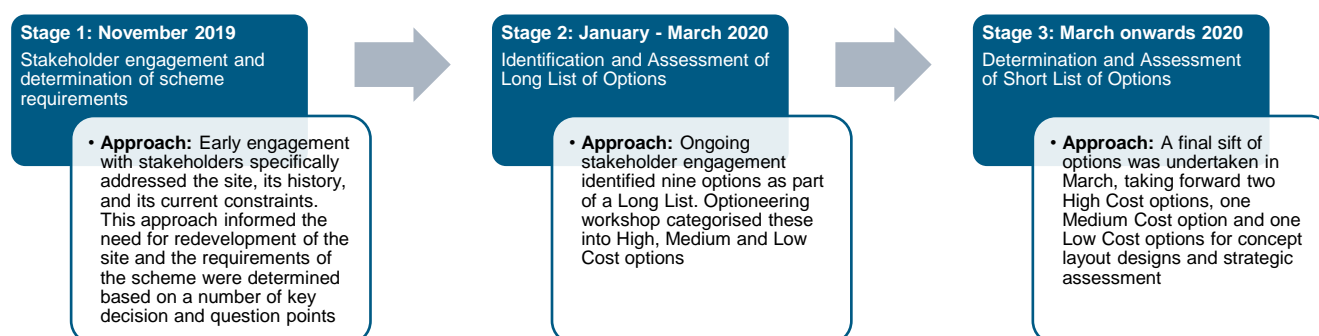 Stage 1: November 2019
Stakeholder engagement and
determination of scheme
requirements
• Approach: Early engagement
with stakeholders specifically
addressed the site, its history,
and its current constraints.
This approach informed the
need for redevelopment of the
site and the requirements of
the scheme were determined
based on a number of key
decision and question points
Stage 2: January - March 2020
Identification and Assessment of
Long List of Options
• Approach: Ongoing
stakeholder engagement
identified nine options as part
of a Long List. Optioneering
workshop categorised these
into High, Medium and Low
Cost options
Stage 3: March onwards 2020
Determination and Assessment
of Short List of Options
• Approach: A final sift of
options was undertaken in
March, taking forward two
High Cost options, one
Medium Cost option and one
Low Cost options for concept
layout designs and strategic
assessment